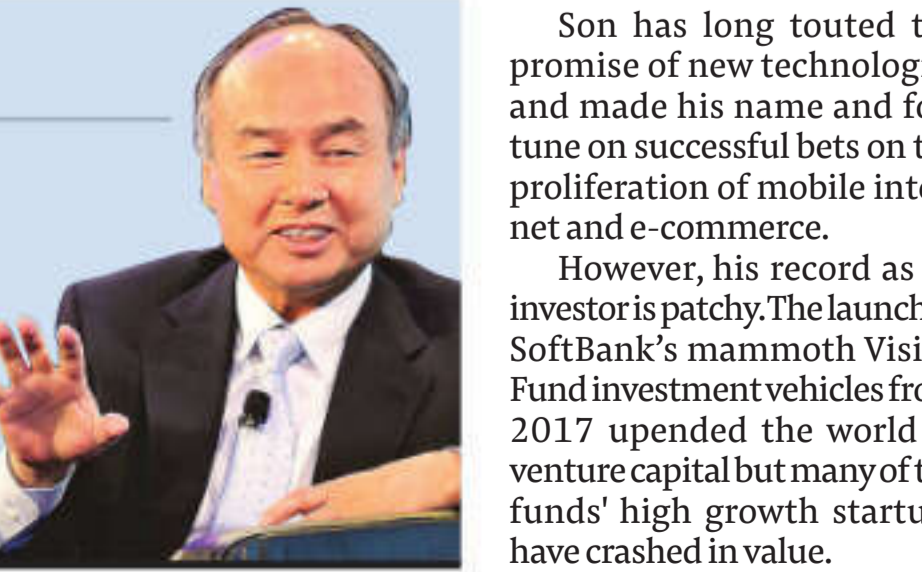 Son has long touted t
promise of new technologi
and made his name and fo
tune on successful bets on t
proliferation of mobile inte
net and e-commerce.
However, his record as
investor is patchy. The launch
SoftBank’s mammoth Visi
Fund investment vehicles fro
2017 upended the world
venture capital but many of t
funds' high growth startu
have crashed in value.